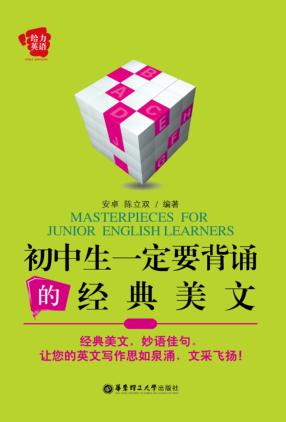 给力
英语
安卓 陈立双 / 编著
MASTERPIECES FOR
JUNIOR ENGLISH LEARNERS
初中生一定要背诵
的经典美文
经典美文，妙语佳句。
让您的英文写作思如泉涌，文采飞扬！
华东理工大学出版社